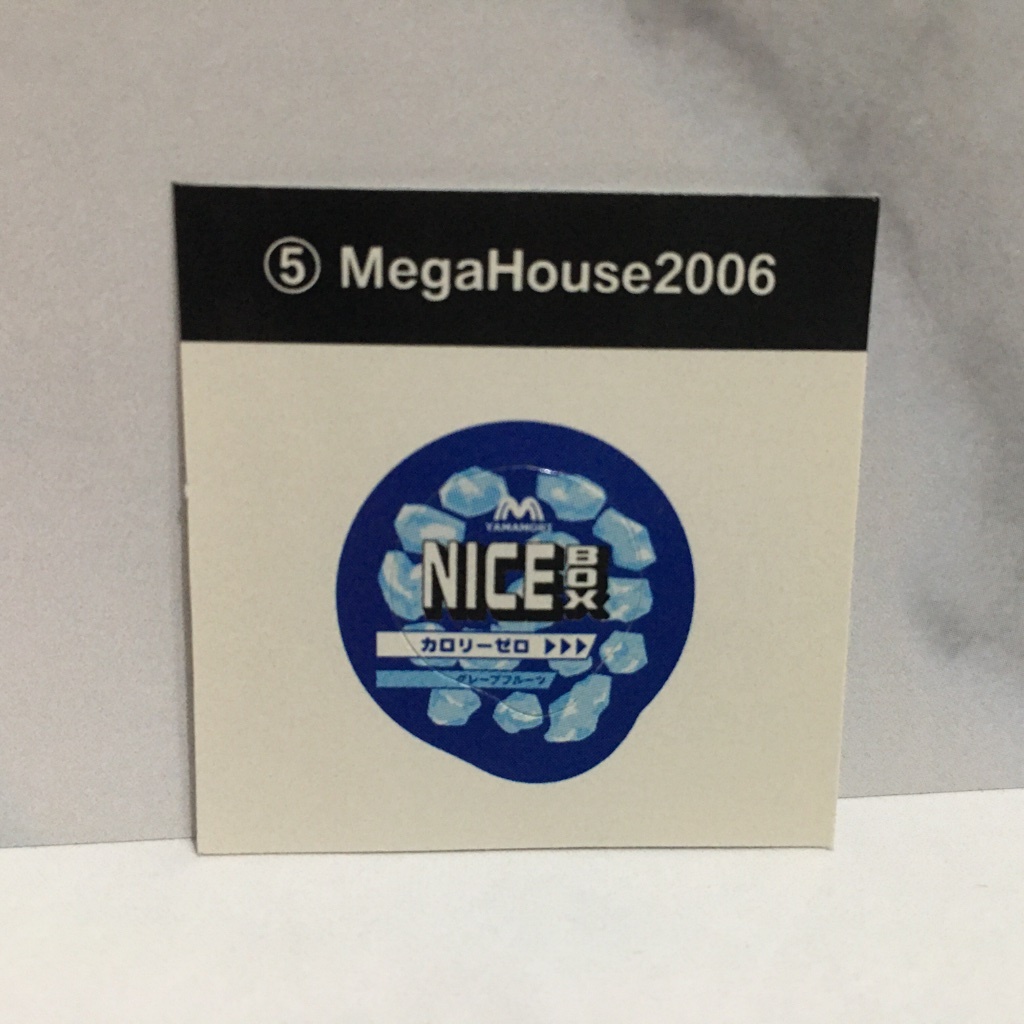 ⑤ MegaHouse2006
M
YAMAMORI
NICE BOX
カロリーゼロ
グレープフルーツ